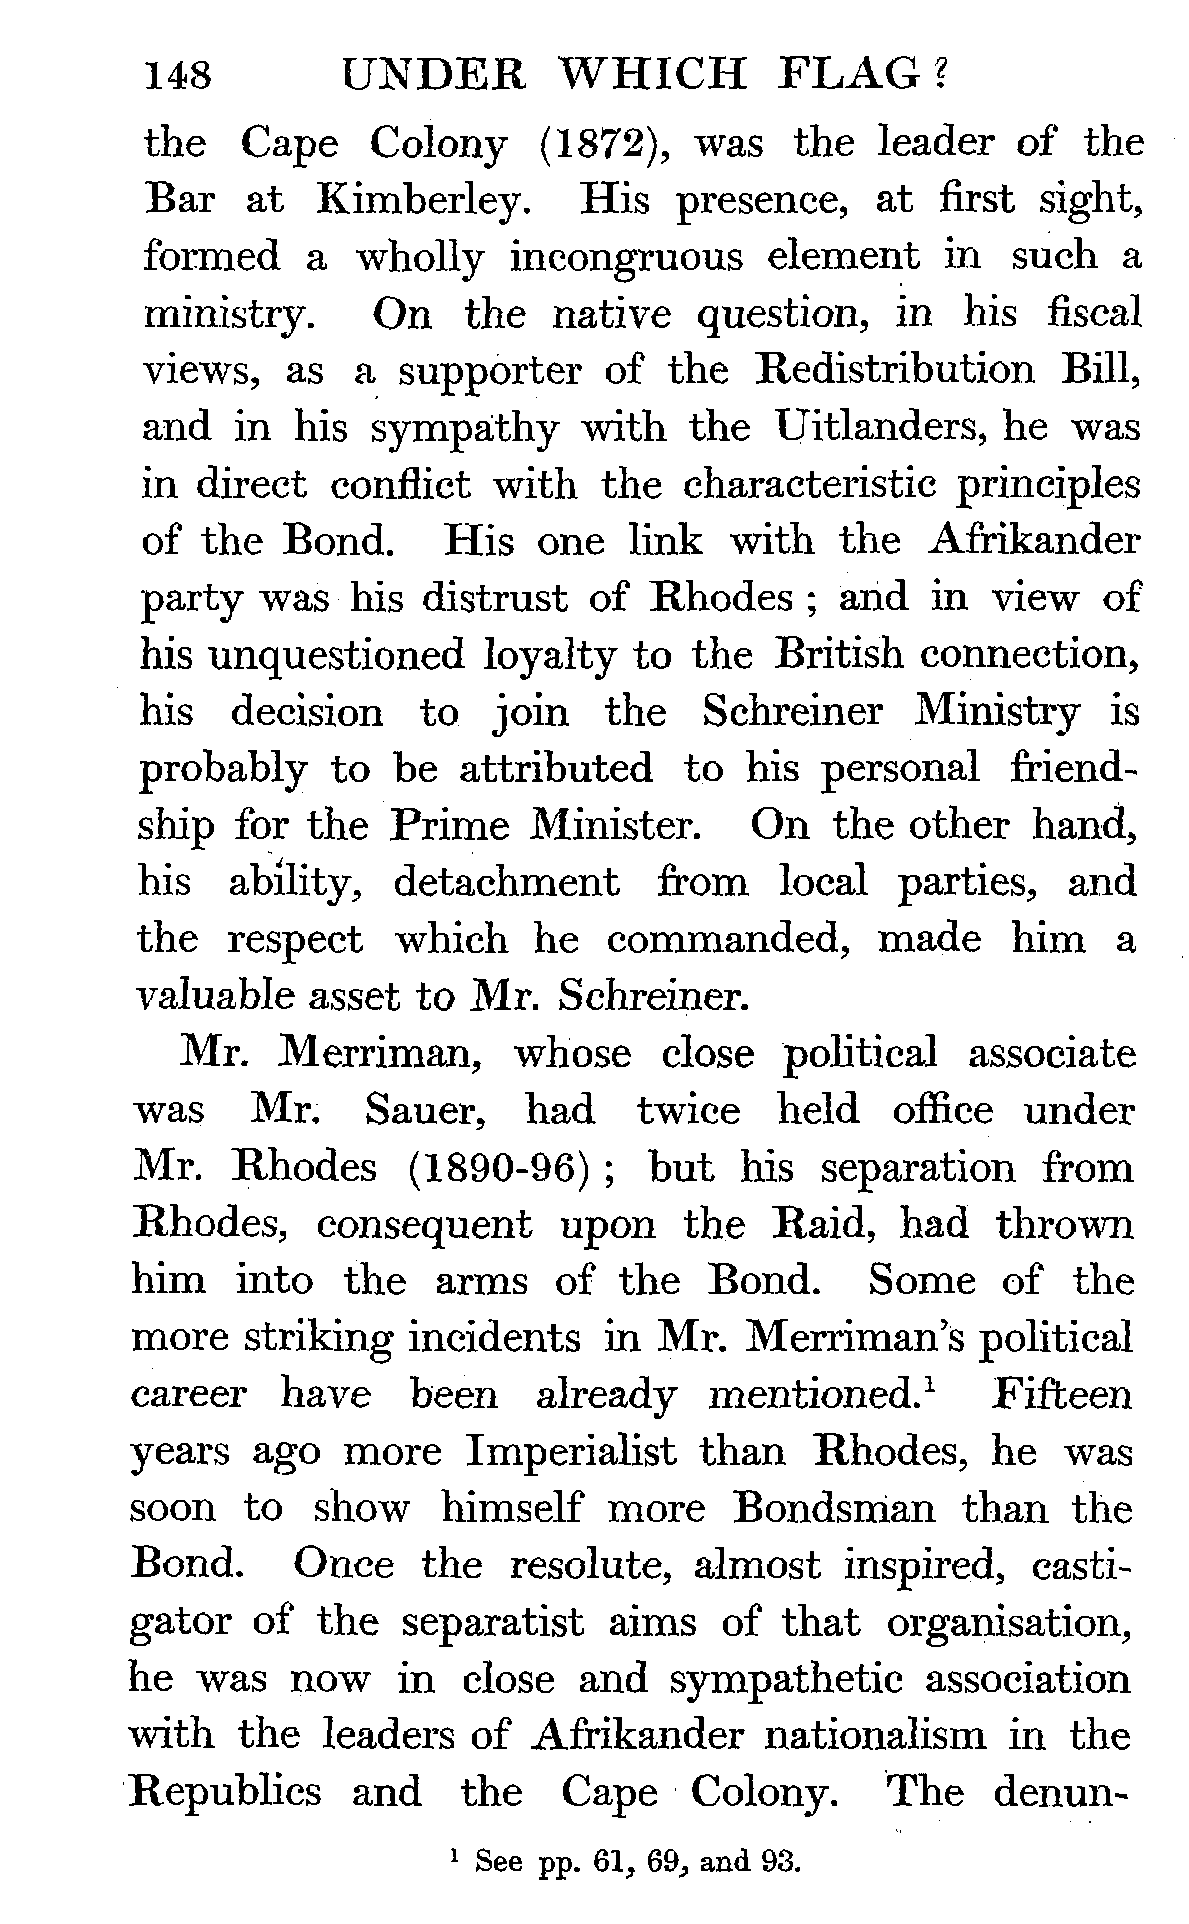 148 UNDER WHICH FLAG ?
the Cape Colony (1872), was the leader of the
Bar at Kimberley. His presence, at first sight,
formed a wholly incongruous element in such a
ministry. On the native question, in his fiscal
views, as a supporter of the Redistribution Bill,
and in his sympathy with the Uitlanders, he was
in direct conflict with the characteristic principles
of the Bond. His one link with the Afrikander
party was his distrust of Rhodes ; and in view of
his unquestioned loyalty to the British connection,
his decision to join the Schreiner Ministry is
probably to be attributed to his personal friend-
ship for the Prime Minister. On the other hand,
his ability, detachment from local parties, and
the respect which he commanded, made him a
valuable asset to Mr. Schreiner.
Mr. Merriman, whose close political associate
was Mr. Sauer, had twice held office under
Mr. Rhodes (1890-96) ; but his separation from
Rhodes, consequent upon the Raid, had thrown
him into the arms of the Bond. Some of the
more striking incidents in Mr. Merriman's political
career have been already mentioned.¹ Fifteen
years ago more Imperialist than Rhodes, he was
soon to show himself more Bondsman than the
Bond. Once the resolute, almost inspired, casti-
gator of the separatist aims of that organisation,
he was now in close and sympathetic association
with the leaders of Afrikander nationalism in the
Republics and the Cape Colony. The denun-
¹ See pp. 61, 69, and 93.